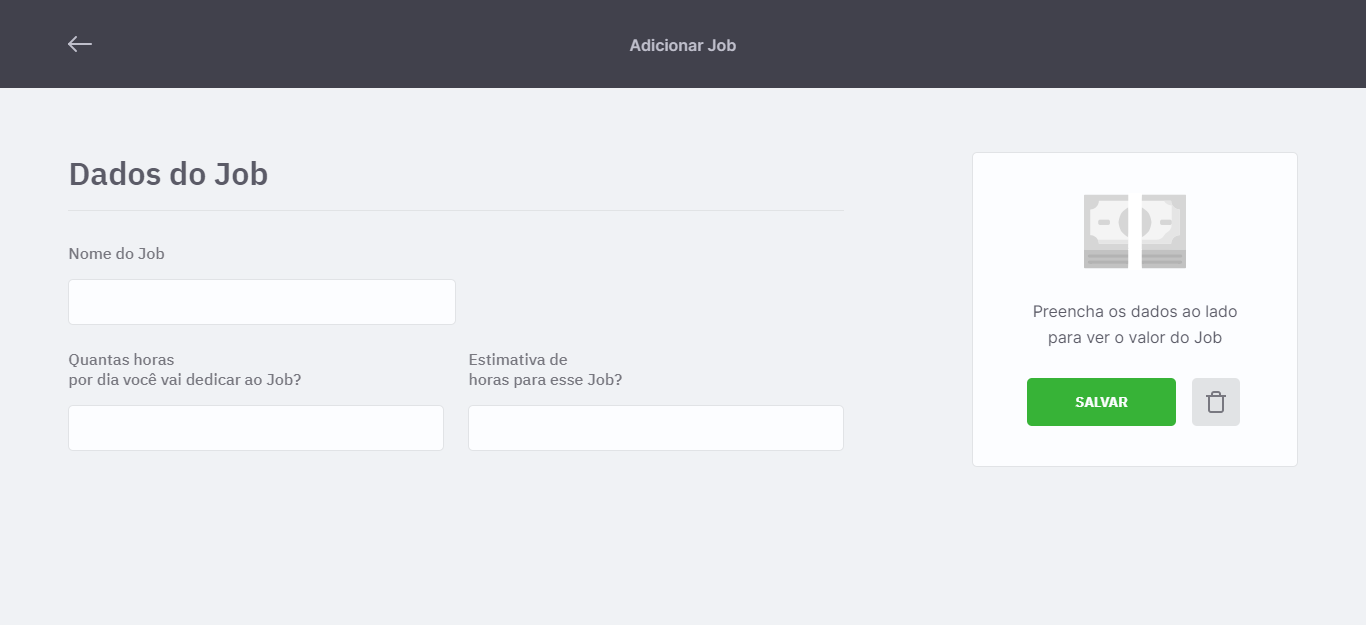 Adicionar Job
Dados do Job
Nome do Job
Quantas horas
por dia você vai dedicar ao Job?
Estimativa de
horas para esse Job?
Preencha os dados ao lado
para ver o valor do Job
SALVAR